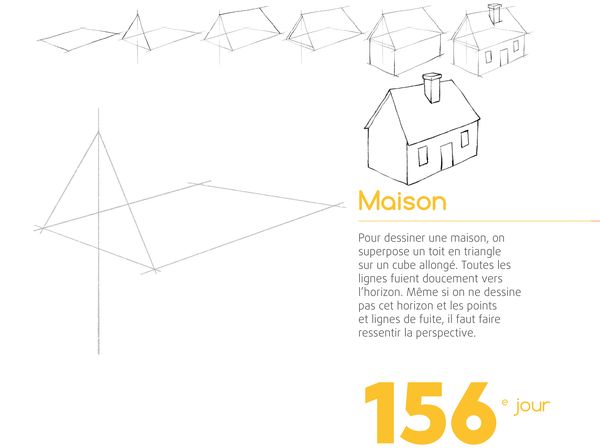 Maison
Pour dessiner une maison, on
superpose un toit en triangle
sur un cube allongé. Toutes les
lignes fuient doucement vers
l'horizon. Même si on ne dessine
pas cet horizon et les points
et lignes de fuite, il faut faire
ressentir la perspective.
156e jour